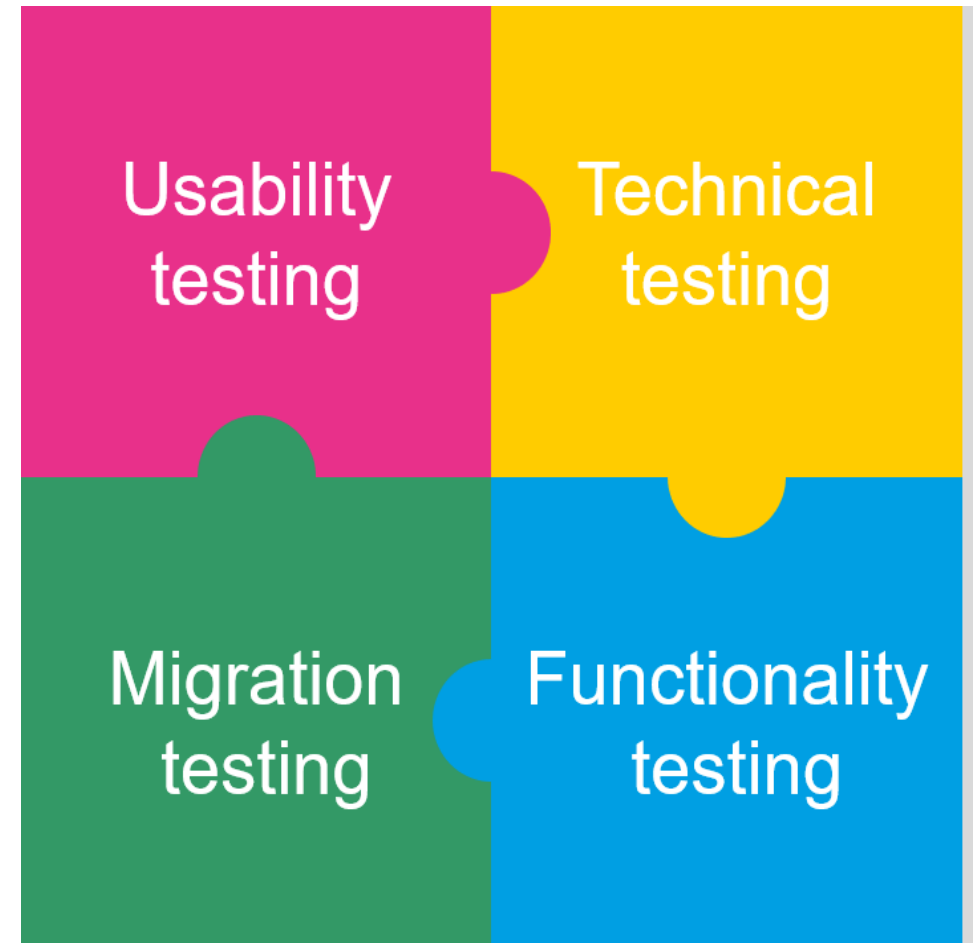 Usability
testing
Technical
testing
Migration
testing
Functionality
testing